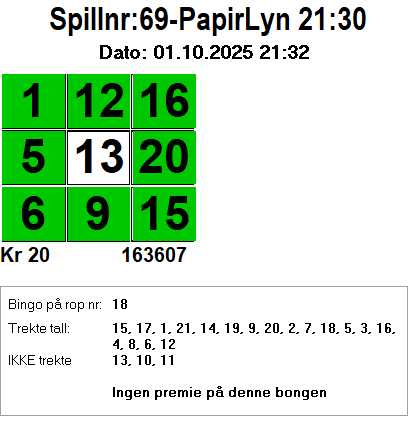 Spillnr:69-PapirLyn 21:30
Dato: 01.10.2025 21:32
1 12 16
5 13 20
6 9 15
Kr 20 163607
Bingo på rop nr: 18
Trekte tall: 15, 17, 1, 21, 14, 19, 9, 20, 2, 7, 18, 5, 3, 16,
4, 8, 6, 12
IKKE trekte 13, 10, 11
Ingen premie på denne bongen